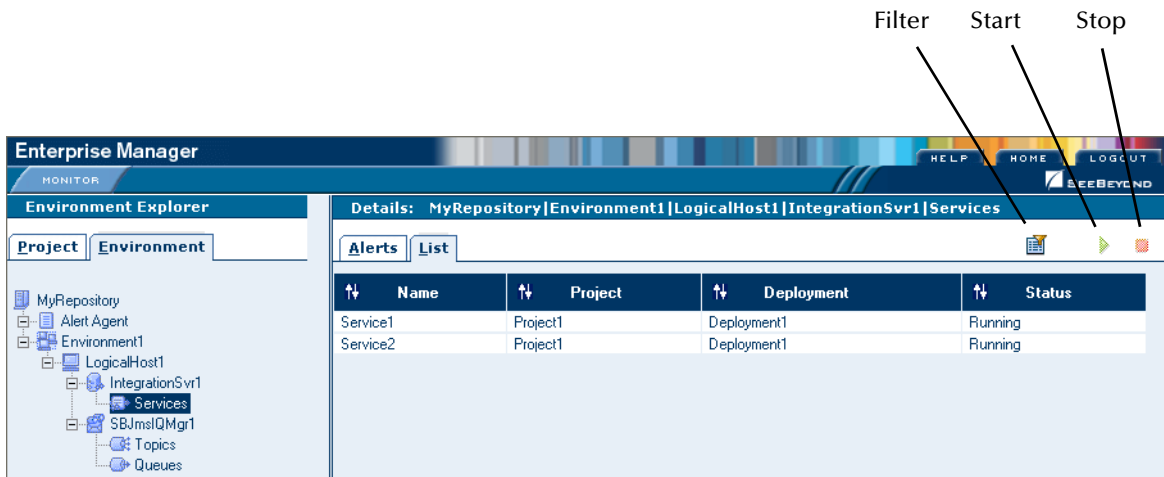 Filter Start Stop
Enterprise Manager
HELP HOME LOGOUT
MONITOR
SEEBEYOND
Environment Explorer
Details: MyRepository|Environment1|LogicalHost1|IntegrationSvr1|Services
Project Environment
Alerts List
Name Project Deployment Status
Service1 Project1 Deployment1 Running
Service2 Project1 Deployment1 Running
MyRepository
Alert Agent
Environment1
LogicalHost1
IntegrationSvr1
Services
SBJmsIQMgr1
Topics
Queues